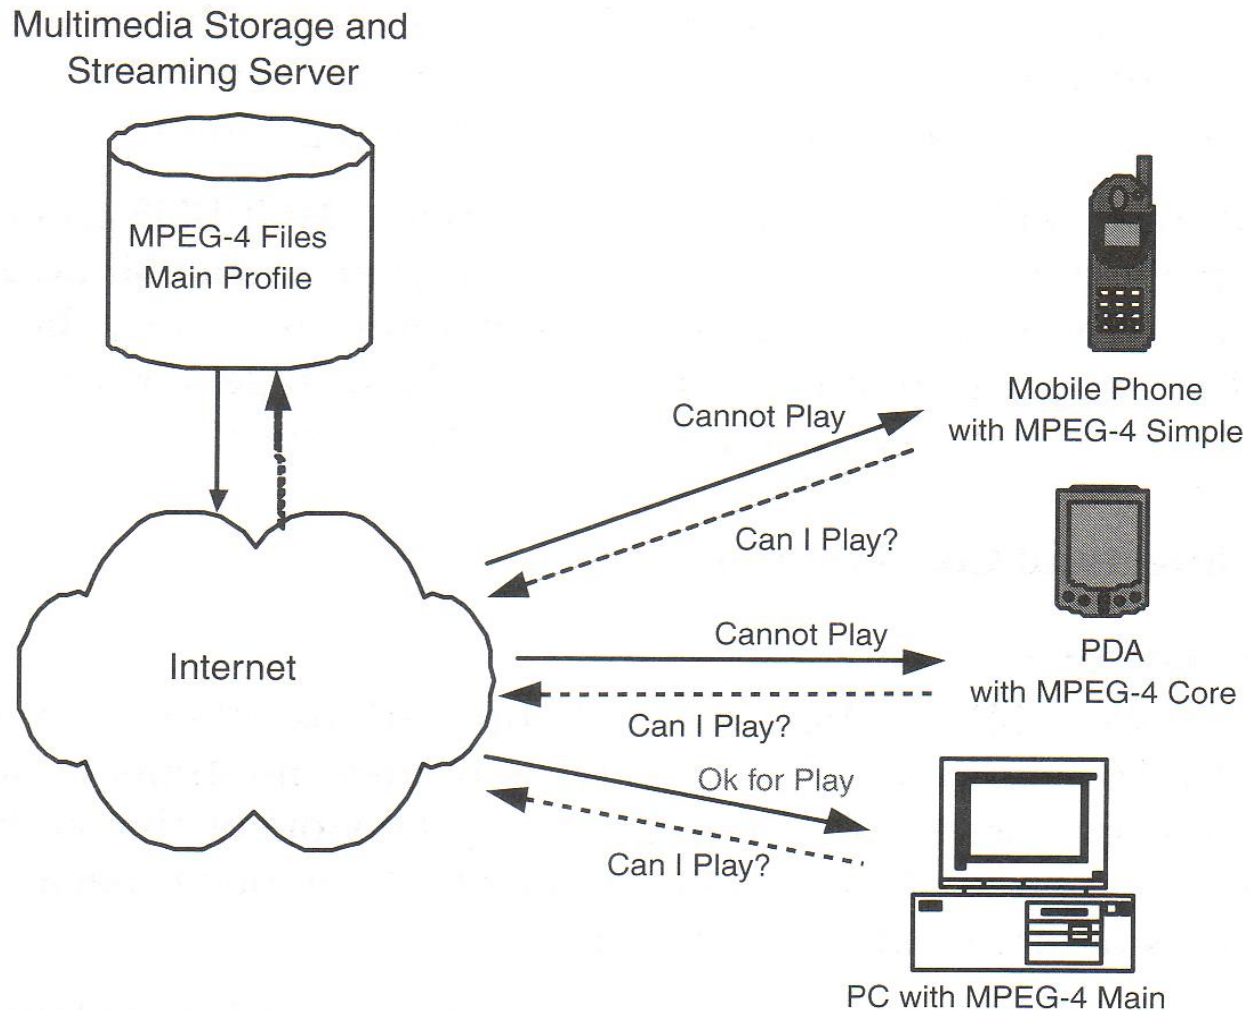 Multimedia Storage and
Streaming Server
MPEG-4 Files
Main Profile
Mobile Phone
with MPEG-4 Simple
Cannot Play
Can I Play?
Internet
Cannot Play
PDA
with MPEG-4 Core
Can I Play?
Ok for Play
Can I Play?
PC with MPEG-4 Main